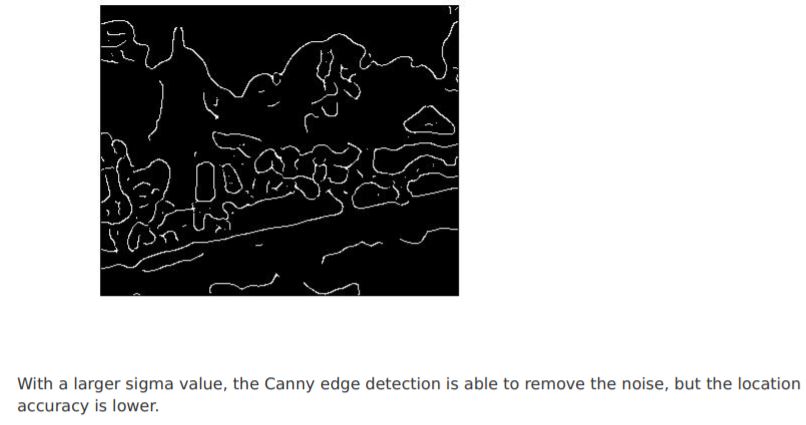 With a larger sigma value, the Canny edge detection is able to remove the noise, but the location
accuracy is lower.